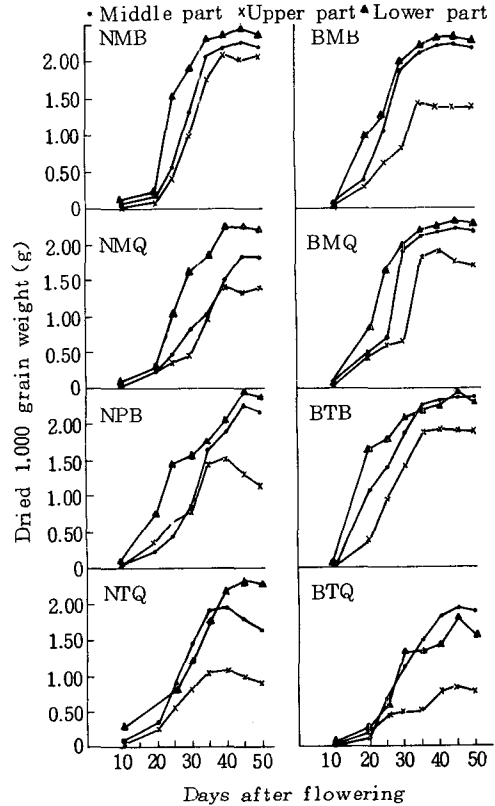 • Middle part ×Upper part ▲ Lower part
NMB
BMB
2.00
1.50
1.00
0.50
0
NMQ
BMQ
2.00
1.00
0.50
0
NPB
BTB
2.00
1.50
1.00
0.50
0
NTQ
BTQ
2.00
1.50
1.00
0.50
0
10 20 30 40 50 10 20 30 40 50
Days after flowering
Dried 1,000 grain weight (g)